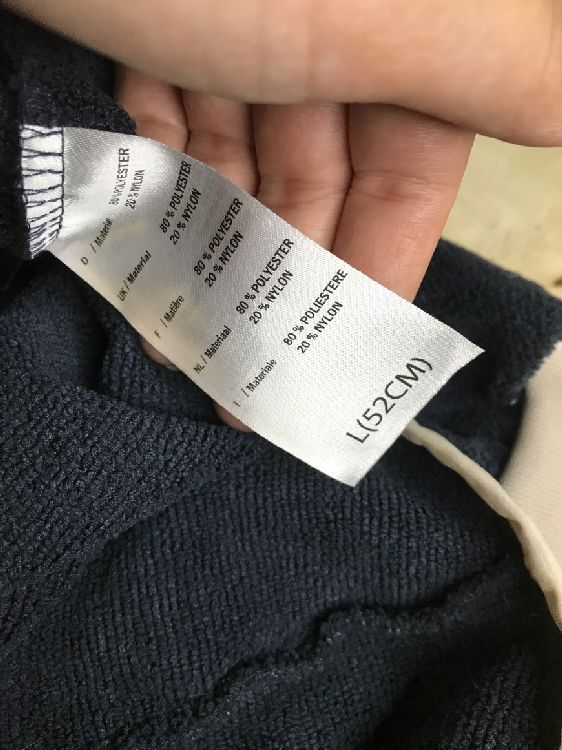 D / Material 80 % POLYESTER
20 % NYLON
UK / Material 80 % POLYESTER
20 % NYLON
F / Matière 80 % POLYESTER
20 % NYLON
NL / Materiaal 80 % POLYESTER
20 % NYLON
I / Materiale 80 % POLIESTERE
20 % NYLON
L(52CM)